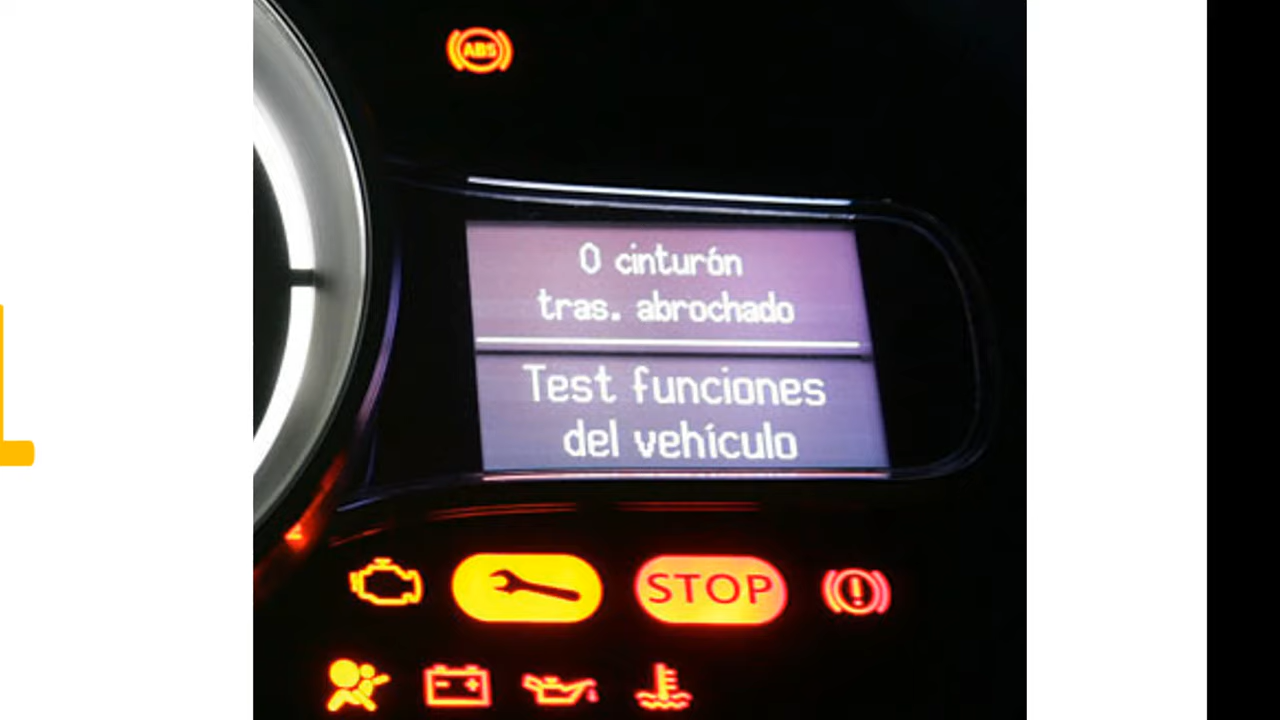 ABS
0 cinturón
tras. abrochado
Test funciones
del vehículo
STOP